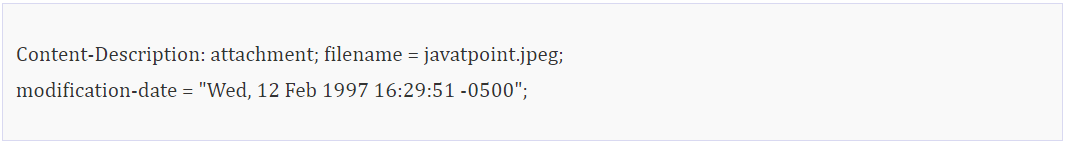 Content-Description: attachment; filename = javatpoint.jpeg;
modification-date = "Wed, 12 Feb 1997 16:29:51 -0500";